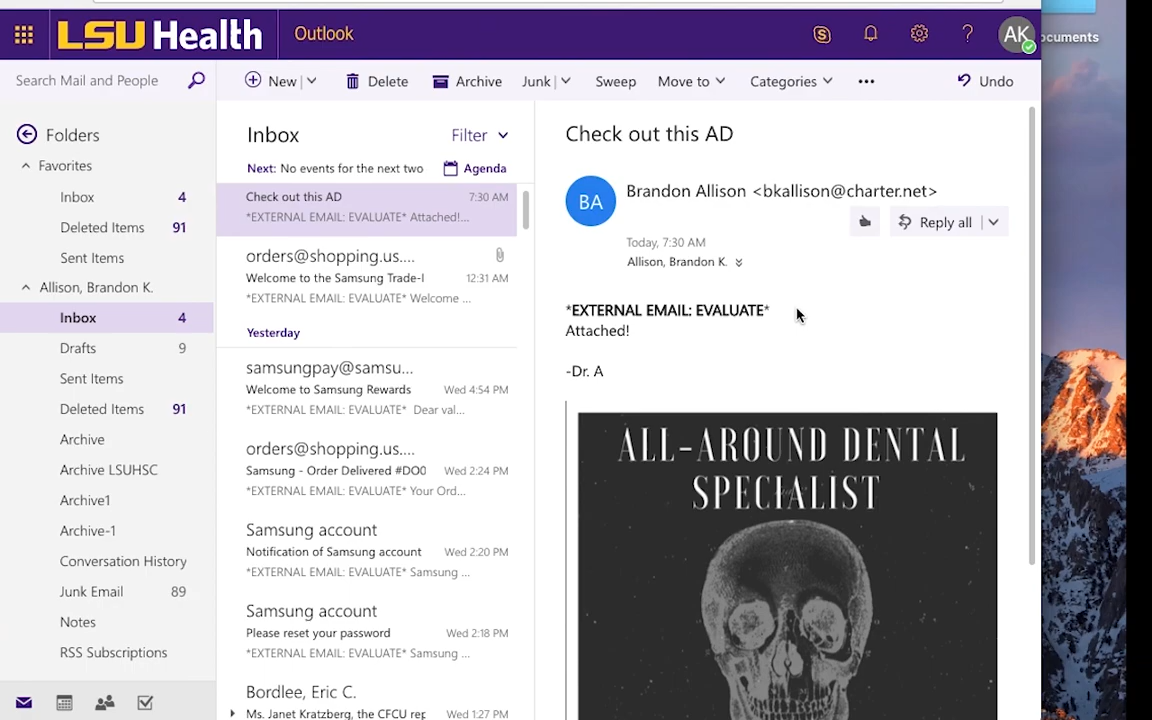 LSU Health
Outlook
AK
ocuments
Search Mail and People
New
Delete
Archive
Junk
Sweep
Move to
Categories
Undo
Folders
Favorites
Inbox 4
Deleted Items 91
Sent Items
Allison, Brandon K.
Inbox 4
Drafts 9
Sent Items
Deleted Items 91
Archive
Archive LSUHSC
Archive1
Archive-1
Conversation History
Junk Email 89
Notes
RSS Subscriptions
Inbox
Filter
Next: No events for the next two
Agenda
Check out this AD 7:30 AM
*EXTERNAL EMAIL: EVALUATE* Attached!...
orders@shopping.us....
Welcome to the Samsung Trade-I 12:31 AM
*EXTERNAL EMAIL: EVALUATE* Welcome ...
Yesterday
samsungpay@samsu...
Welcome to Samsung Rewards Wed 4:54 PM
*EXTERNAL EMAIL: EVALUATE* Dear val...
orders@shopping.us....
Samsung - Order Delivered #DO0 Wed 2:24 PM
*EXTERNAL EMAIL: EVALUATE* Your Ord...
Samsung account
Notification of Samsung account Wed 2:20 PM
*EXTERNAL EMAIL: EVALUATE* Samsung ...
Samsung account
Please reset your password Wed 2:18 PM
*EXTERNAL EMAIL: EVALUATE* Samsung ...
Bordlee, Eric C.
Ms. Janet Kratzberg, the CFCU rep Wed 1:27 PM
Check out this AD
BA
Brandon Allison <bkallison@charter.net>
Reply all
Today, 7:30 AM
Allison, Brandon K.
*EXTERNAL EMAIL: EVALUATE*
Attached!
-Dr. A
ALL-AROUND DENTAL
SPECIALIST